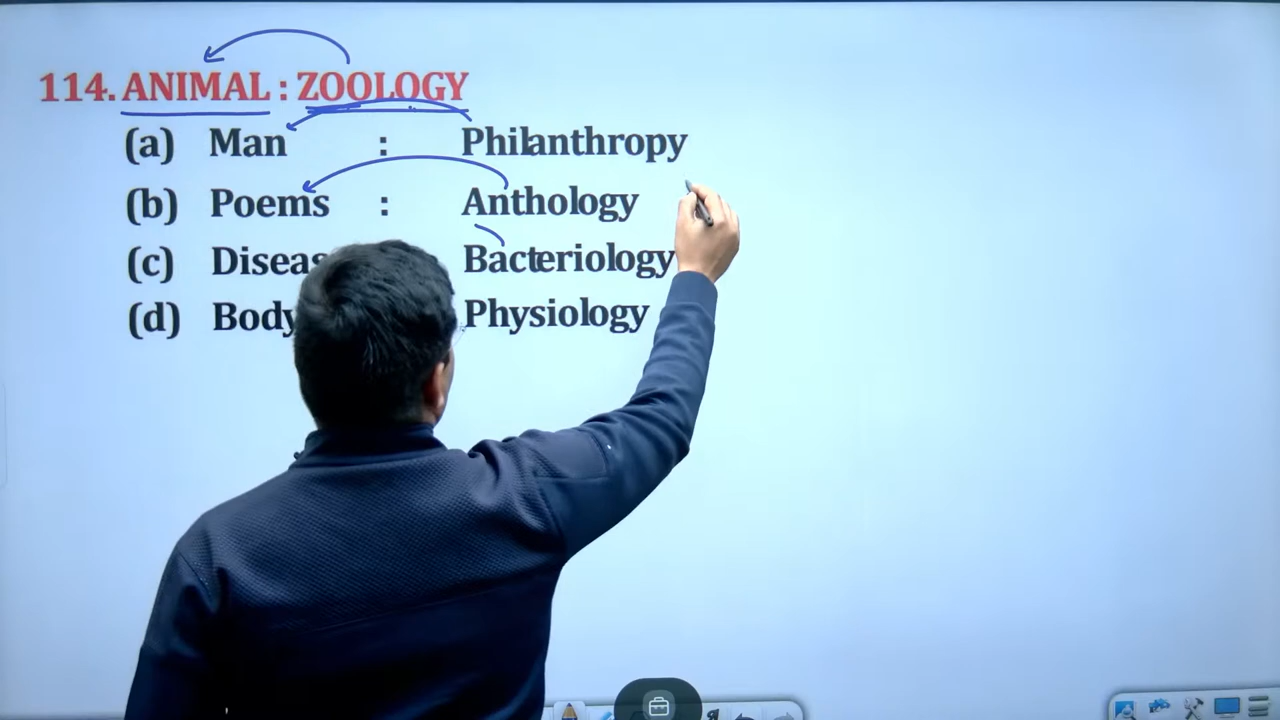 114. ANIMAL : ZOOLOGY
(a) Man : Philanthropy
(b) Poems : Anthology
(c) Bacteriology
(d) Body Physiology